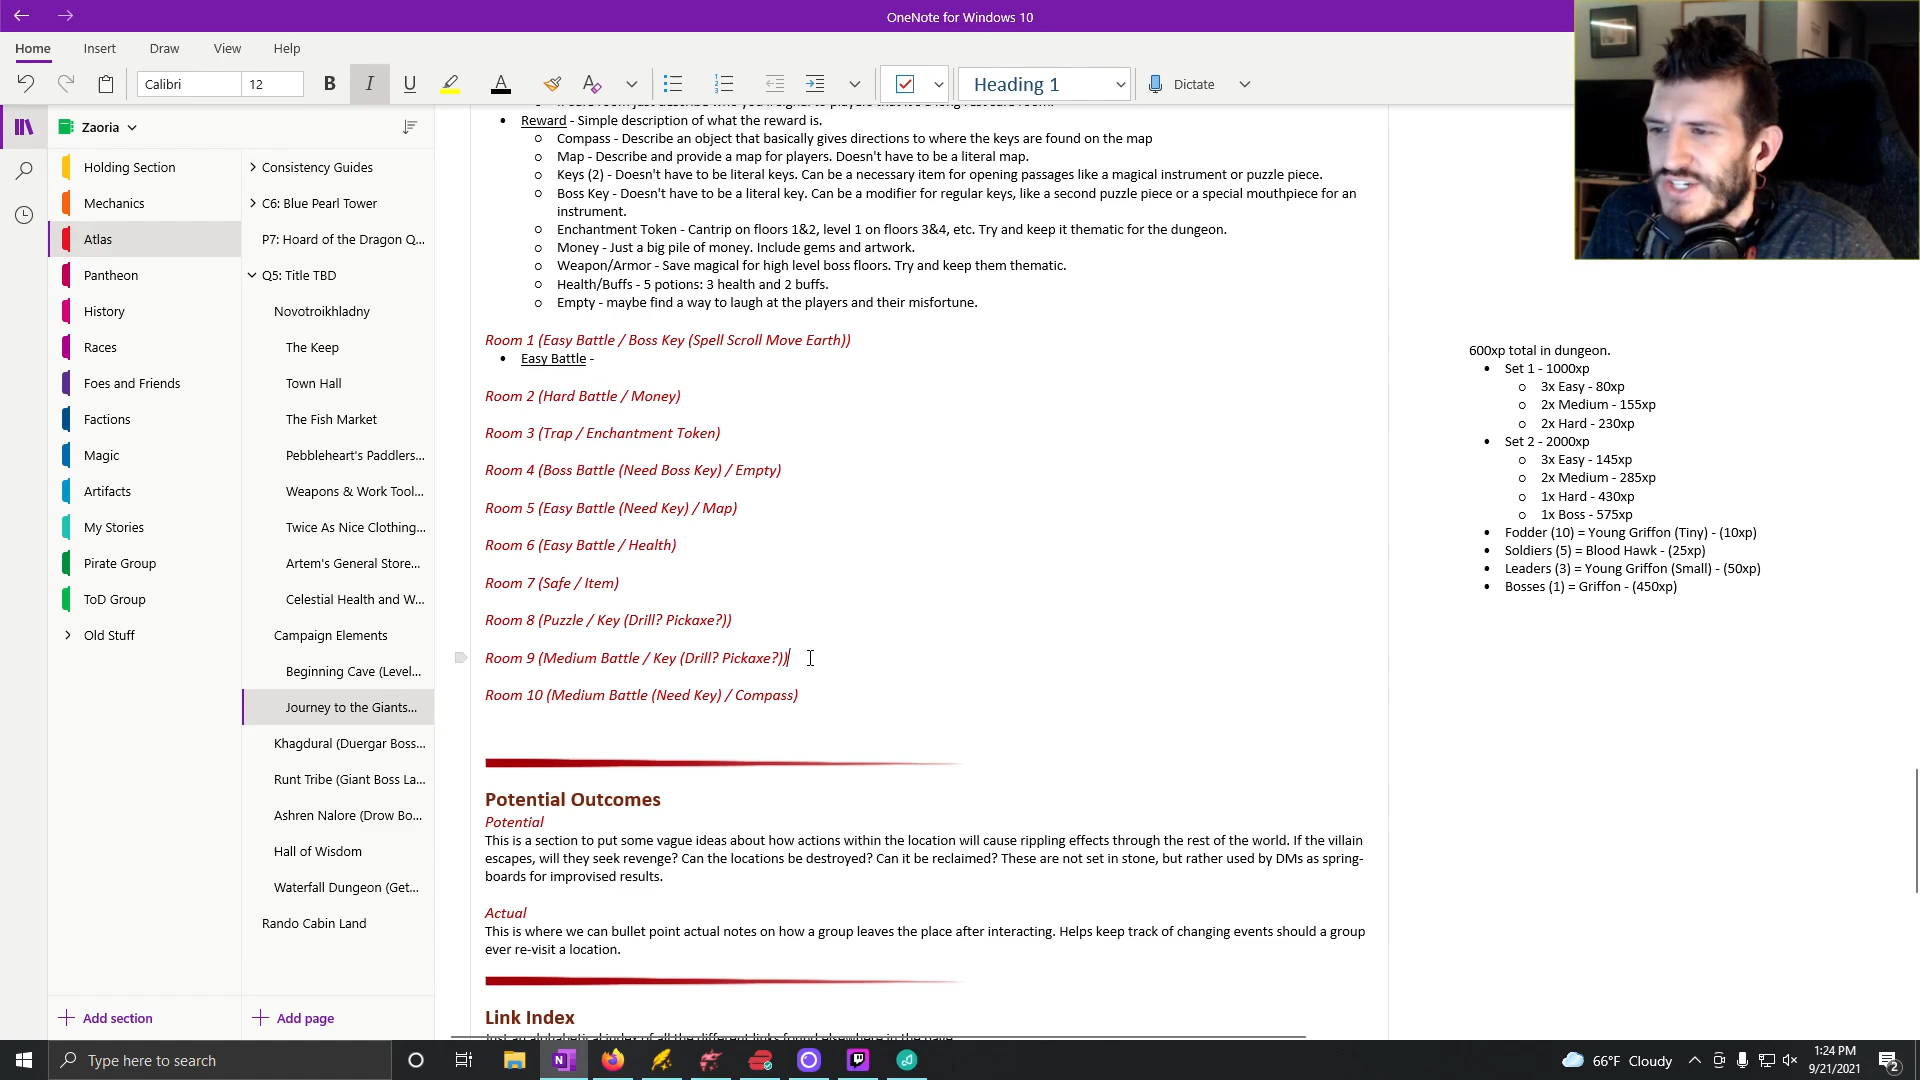 OneNote for Windows 10
Home
Insert
Draw
View
Help
Calibri
12
B
I
U
A
Heading 1
Dictate
Zaoria
Holding Section
Mechanics
Atlas
Pantheon
History
Races
Foes and Friends
Factions
Magic
Artifacts
My Stories
Pirate Group
ToD Group
Old Stuff
Add section
Consistency Guides
C6: Blue Pearl Tower
P7: Hoard of the Dragon Q...
Q5: Title TBD
Novotroikhladny
The Keep
Town Hall
The Fish Market
Pebbleheart's Paddlers...
Weapons & Work Tool...
Twice As Nice Clothing...
Artem's General Store...
Celestial Health and W...
Campaign Elements
Beginning Cave (Level...
Journey to the Giants...
Khagdural (Duergar Boss...
Runt Tribe (Giant Boss La...
Ashren Nalore (Drow Bo...
Hall of Wisdom
Waterfall Dungeon (Get...
Rando Cabin Land
Add page
• Reward - Simple description of what the reward is.
o Compass - Describe an object that basically gives directions to where the keys are found on the map
o Map - Describe and provide a map for players. Doesn't have to be a literal map.
o Keys (2) - Doesn't have to be literal keys. Can be a necessary item for opening passages like a magical instrument or puzzle piece.
o Boss Key - Doesn't have to be a literal key. Can be a modifier for regular keys, like a second puzzle piece or a special mouthpiece for an
instrument.
o Enchantment Token - Cantrip on floors 1&2, level 1 on floors 3&4, etc. Try and keep it thematic for the dungeon.
o Money - Just a big pile of money. Include gems and artwork.
o Weapon/Armor - Save magical for high level boss floors. Try and keep them thematic.
o Health/Buffs - 5 potions: 3 health and 2 buffs.
o Empty - maybe find a way to laugh at the players and their misfortune.
Room 1 (Easy Battle / Boss Key (Spell Scroll Move Earth))
• Easy Battle -
Room 2 (Hard Battle / Money)
Room 3 (Trap / Enchantment Token)
Room 4 (Boss Battle (Need Boss Key) / Empty)
Room 5 (Easy Battle (Need Key) / Map)
Room 6 (Easy Battle / Health)
Room 7 (Safe / Item)
Room 8 (Puzzle / Key (Drill? Pickaxe?))
Room 9 (Medium Battle / Key (Drill? Pickaxe?))
Room 10 (Medium Battle (Need Key) / Compass)
Potential Outcomes
Potential
This is a section to put some vague ideas about how actions within the location will cause rippling effects through the rest of the world. If the villain
escapes, will they seek revenge? Can the locations be destroyed? Can it be reclaimed? These are not set in stone, but rather used by DMs as spring-
boards for improvised results.
Actual
This is where we can bullet point actual notes on how a group leaves the place after interacting. Helps keep track of changing events should a group
ever re-visit a location.
Link Index
600xp total in dungeon.
• Set 1 - 1000xp
o 3x Easy - 80xp
o 2x Medium - 155xp
o 2x Hard - 230xp
• Set 2 - 2000xp
o 3x Easy - 145xp
o 2x Medium - 285xp
o 1x Hard - 430xp
o 1x Boss - 575xp
• Fodder (10) = Young Griffon (Tiny) - (10xp)
• Soldiers (5) = Blood Hawk - (25xp)
• Leaders (3) = Young Griffon (Small) - (50xp)
• Bosses (1) = Griffon - (450xp)
Type here to search
66°F Cloudy
1:24 PM
9/21/2021
2